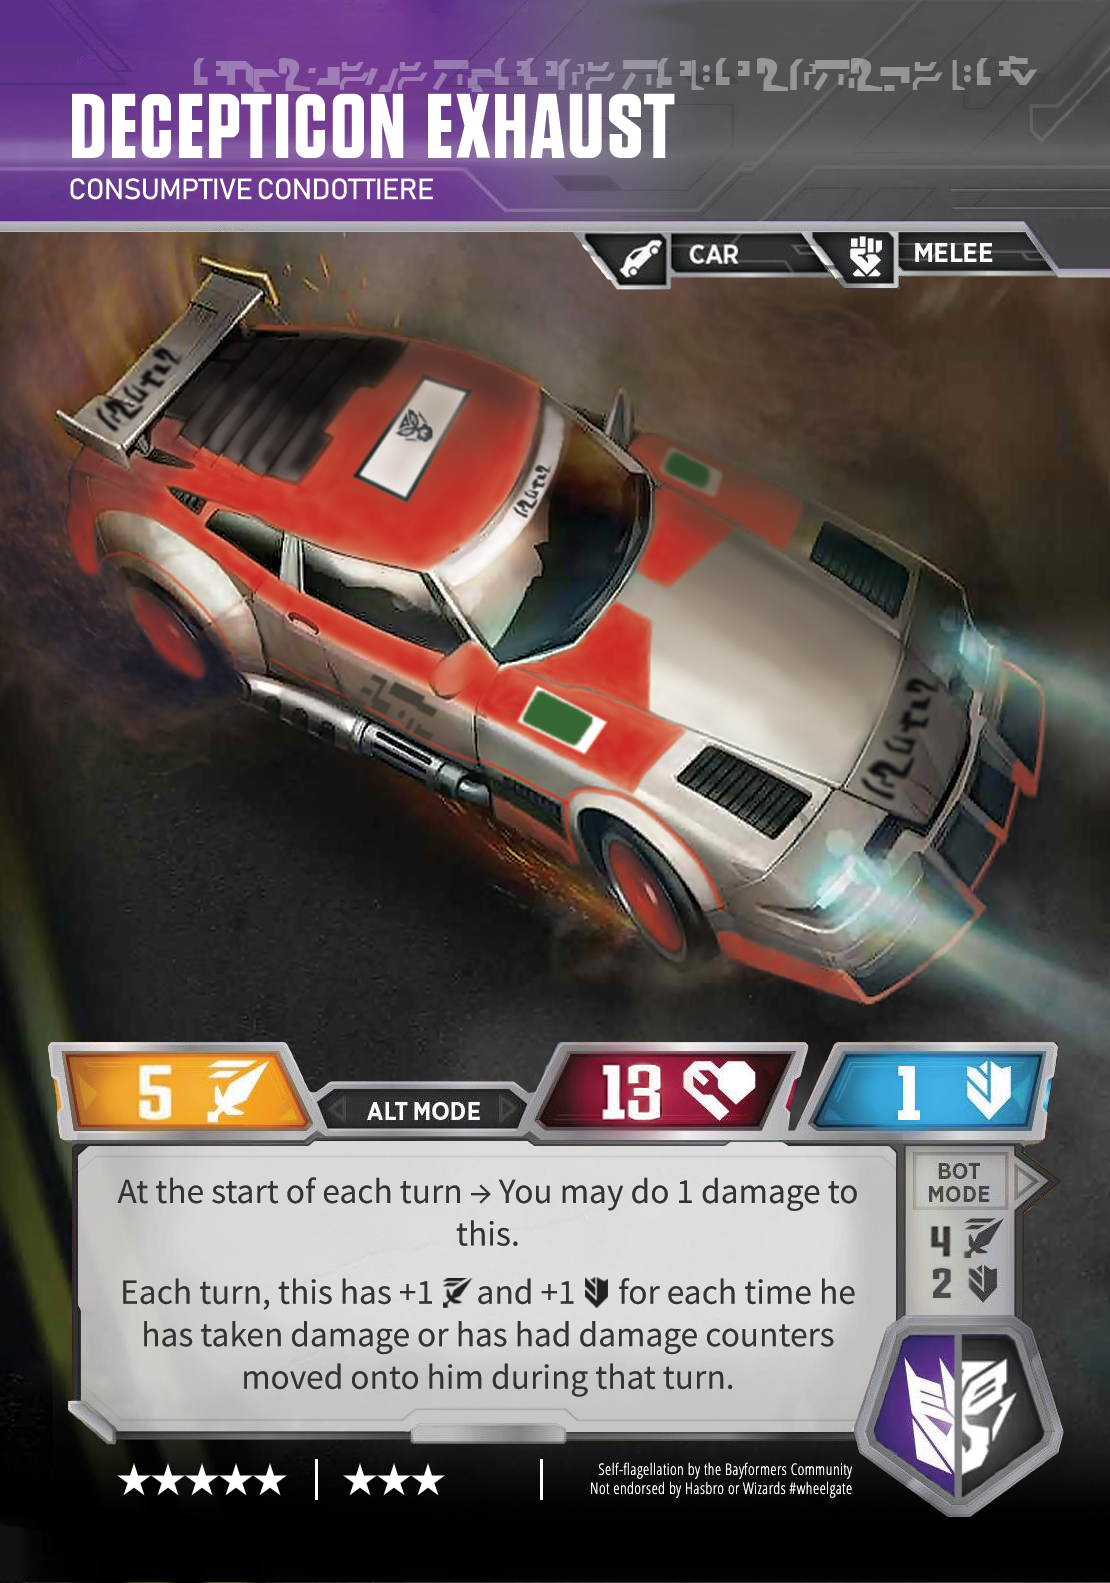 DECEPTICON EXHAUST
CONSUMPTIVE CONDOTTIERE
CAR
MELEE
5
ALT MODE
13
1
At the start of each turn → You may do 1 damage to
this.
Each turn, this has +1 and +1 for each time he
has taken damage or has had damage counters
moved onto him during that turn.
BOT
MODE
4
2
Self-flagellation by the Bayformers Community
Not endorsed by Hasbro or Wizards #wheelgate